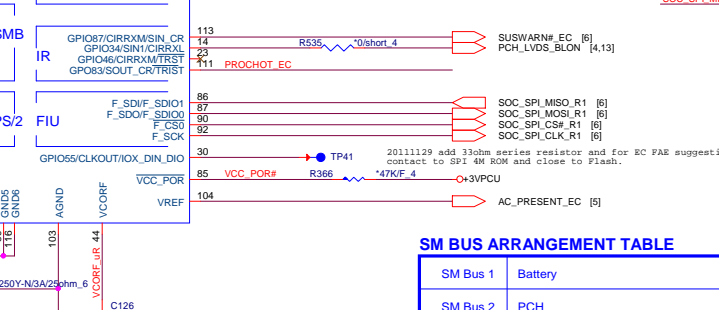 SMB
IR
GPIO87/CIRRXM/SIN_CR
113
SUSWARN#_EC [6]
GPIO34/SIN1/CIRRXL
14
R535
*0/short_4
PCH_LVDS_BLON [4,13]
GPIO46/CIRRXM/TRST
23
GPO83/SOUT_CR/TRIST
111
PROCHOT_EC
PS/2
FIU
F_SDI/F_SDIO1
86
SOC_SPI_MISO_R1 [6]
F_SDO/F_SDIO0
87
SOC_SPI_MOSI_R1 [6]
F_CS0
90
SOC_SPI_CS#_R1 [6]
F_SCK
92
SOC_SPI_CLK_R1 [6]
GPIO55/CLKOUT/IOX_DIN_DIO
30
TP41
20111129 add 33ohm series resistor and for EC FAE suggesti
contact to SPI 4M ROM and close to Flash.
VCC_POR
85
VCC_POR#
R366
*47K/F_4
+3VPCU
VREF
104
AC_PRESENT_EC [5]
GND5
GND6
116
AGND
103
VCORF
44
VCORF_uR
250Y-N/3A/25ohm_6
C126
SM BUS ARRANGEMENT TABLE
SM Bus 1
Battery
SM Bus 2
PCH